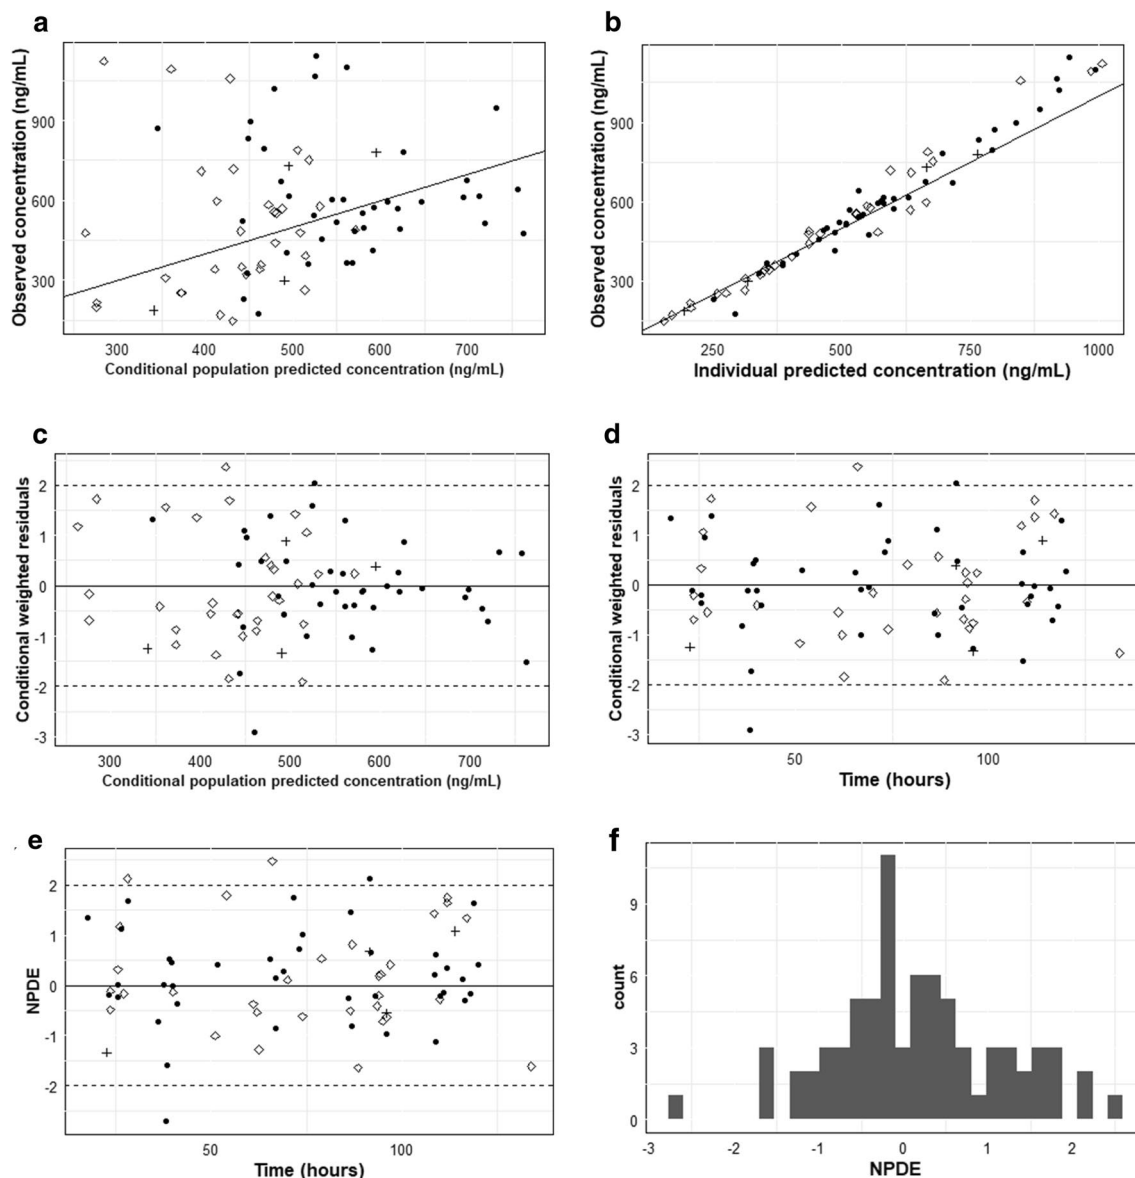 a
Observed concentration (ng/mL)
900
600
300
300 400 500 600 700
Conditional population predicted concentration (ng/mL)
b
Observed concentration (ng/mL)
900
600
300
250 500 750 1000
Individual predicted concentration (ng/mL)
c
Conditional weighted residuals
2
1
0
-1
-2
-3
300 400 500 600 700
Conditional population predicted concentration (ng/mL)
d
Conditional weighted residuals
2
1
0
-1
-2
-3
50 100
Time (hours)
e
NPDE
2
1
0
-1
-2
50 100
Time (hours)
f
count
9
6
3
0
-3 -2 -1 0 1 2
NPDE